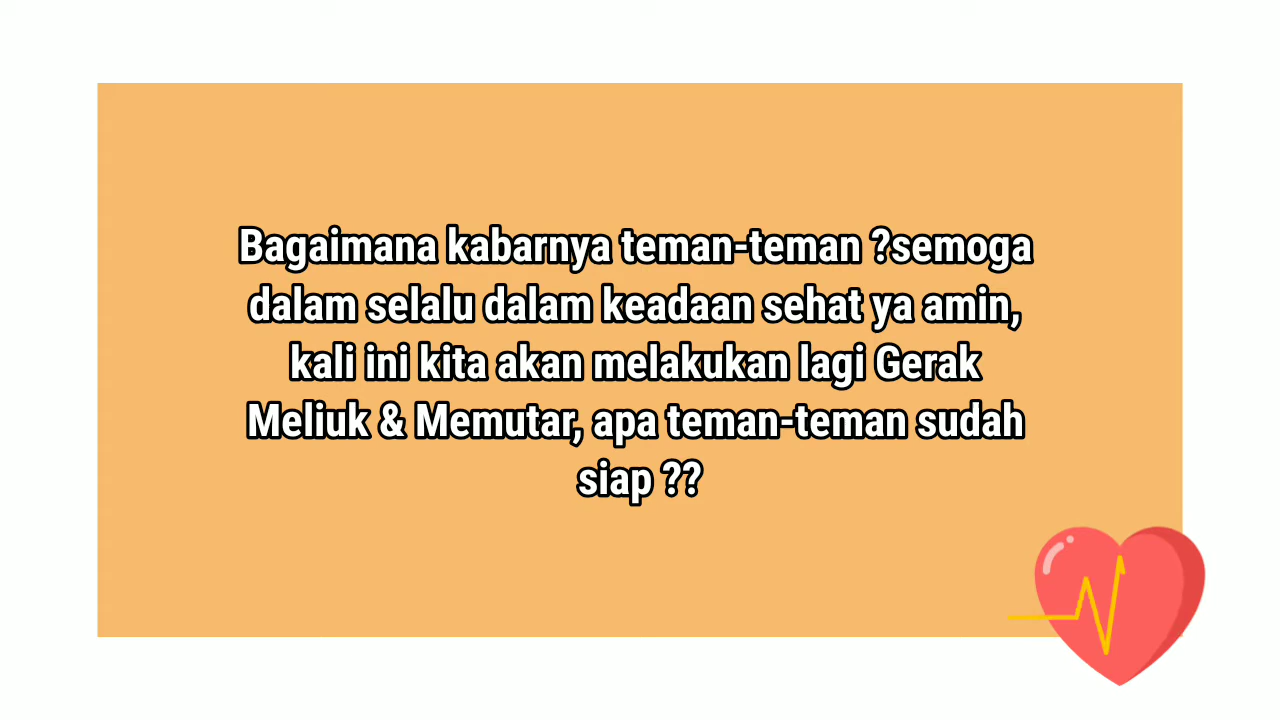 Bagaimana kabarnya teman-teman ?semoga
dalam selalu dalam keadaan sehat ya amin,
kali ini kita akan melakukan lagi Gerak
Meliuk & Memutar, apa teman-teman sudah
siap ??